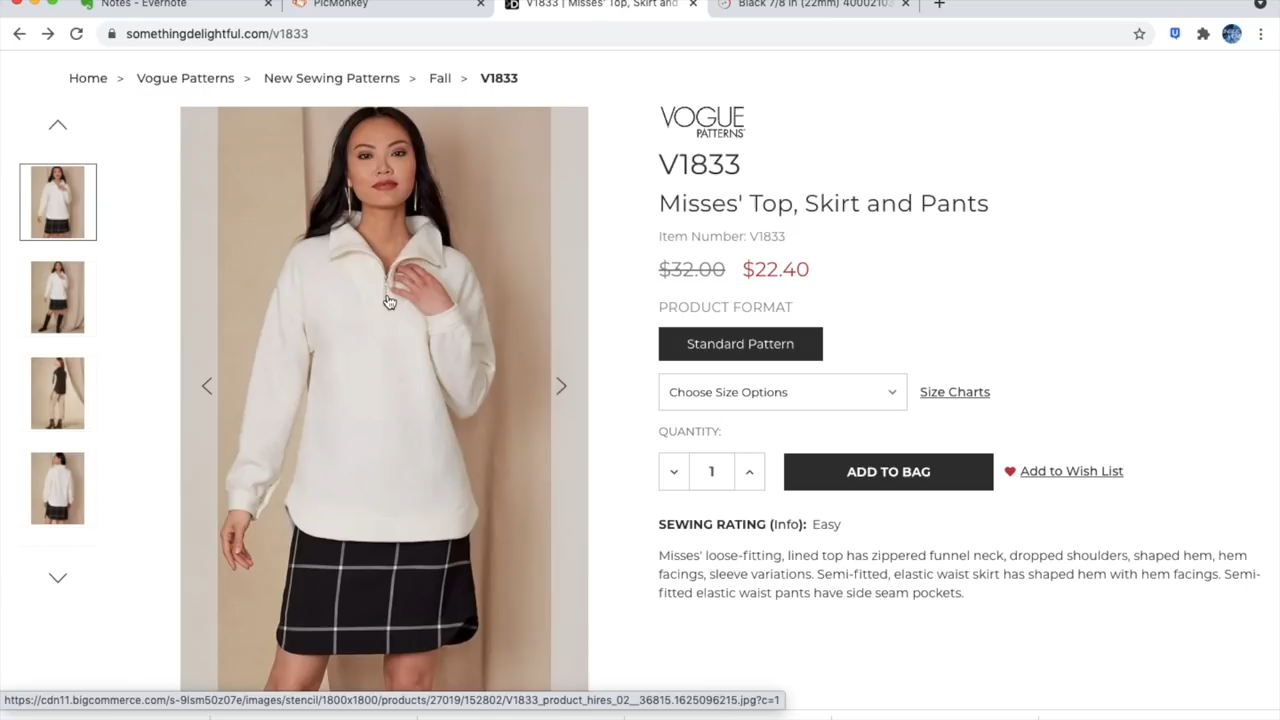 Notes - Evernote
PicMonkey
V1833 | Misses' Top, Skirt and
Black 7/8 in (22mm) 40002103
somethingdelightful.com/v1833
Home > Vogue Patterns > New Sewing Patterns > Fall > V1833
VOGUE
PATTERNS
V1833
Misses' Top, Skirt and Pants
Item Number: V1833
$32.00 $22.40
PRODUCT FORMAT
Standard Pattern
Choose Size Options
Size Charts
QUANTITY:
1
ADD TO BAG
Add to Wish List
SEWING RATING (Info): Easy
Misses' loose-fitting, lined top has zippered funnel neck, dropped shoulders, shaped hem, hem
facings, sleeve variations. Semi-fitted, elastic waist skirt has shaped hem with hem facings. Semi-
fitted elastic waist pants have side seam pockets.
https://cdn11.bigcommerce.com/s-9lsm50z07e/images/stencil/1800x1800/products/27019/152802/V1833_product_hires_02__36815.1625096215.jpg?c=1